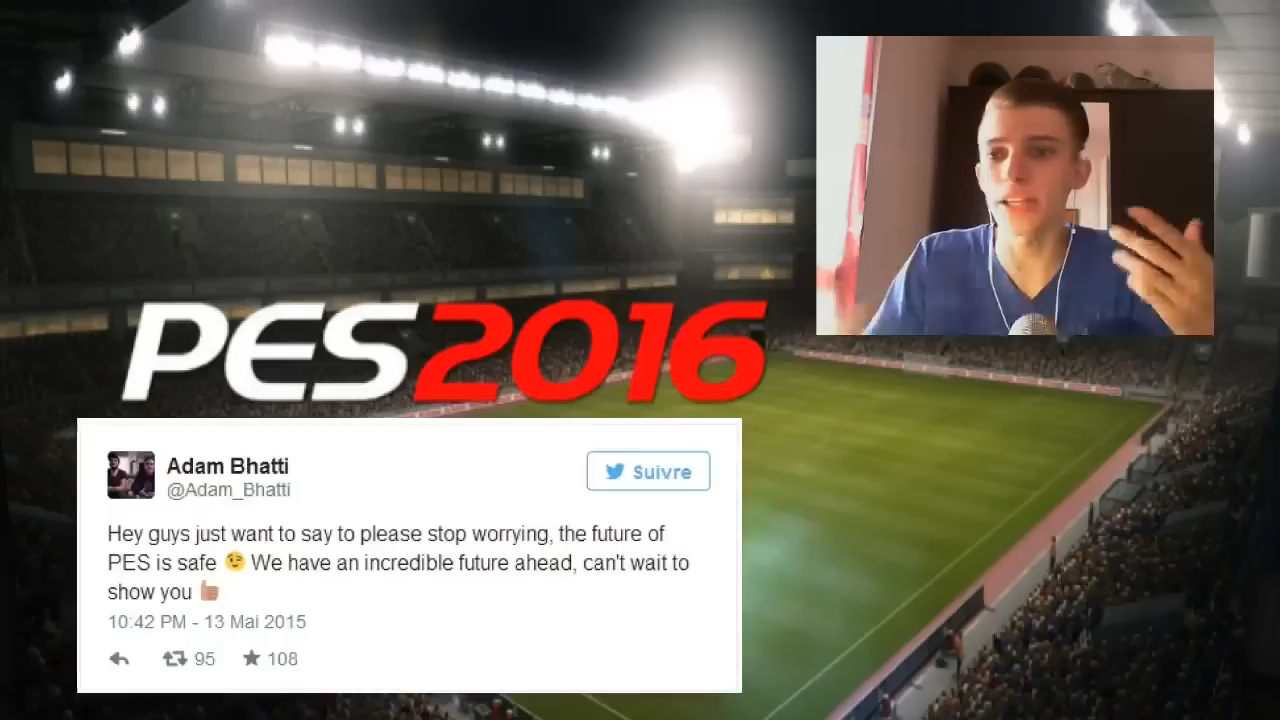 PES2016
Adam Bhatti
@Adam_Bhatti
Suivre
Hey guys just want to say to please stop worrying, the future of
PES is safe 😉 We have an incredible future ahead, can't wait to
show you 👍🏽
10:42 PM - 13 Mai 2015
95 108